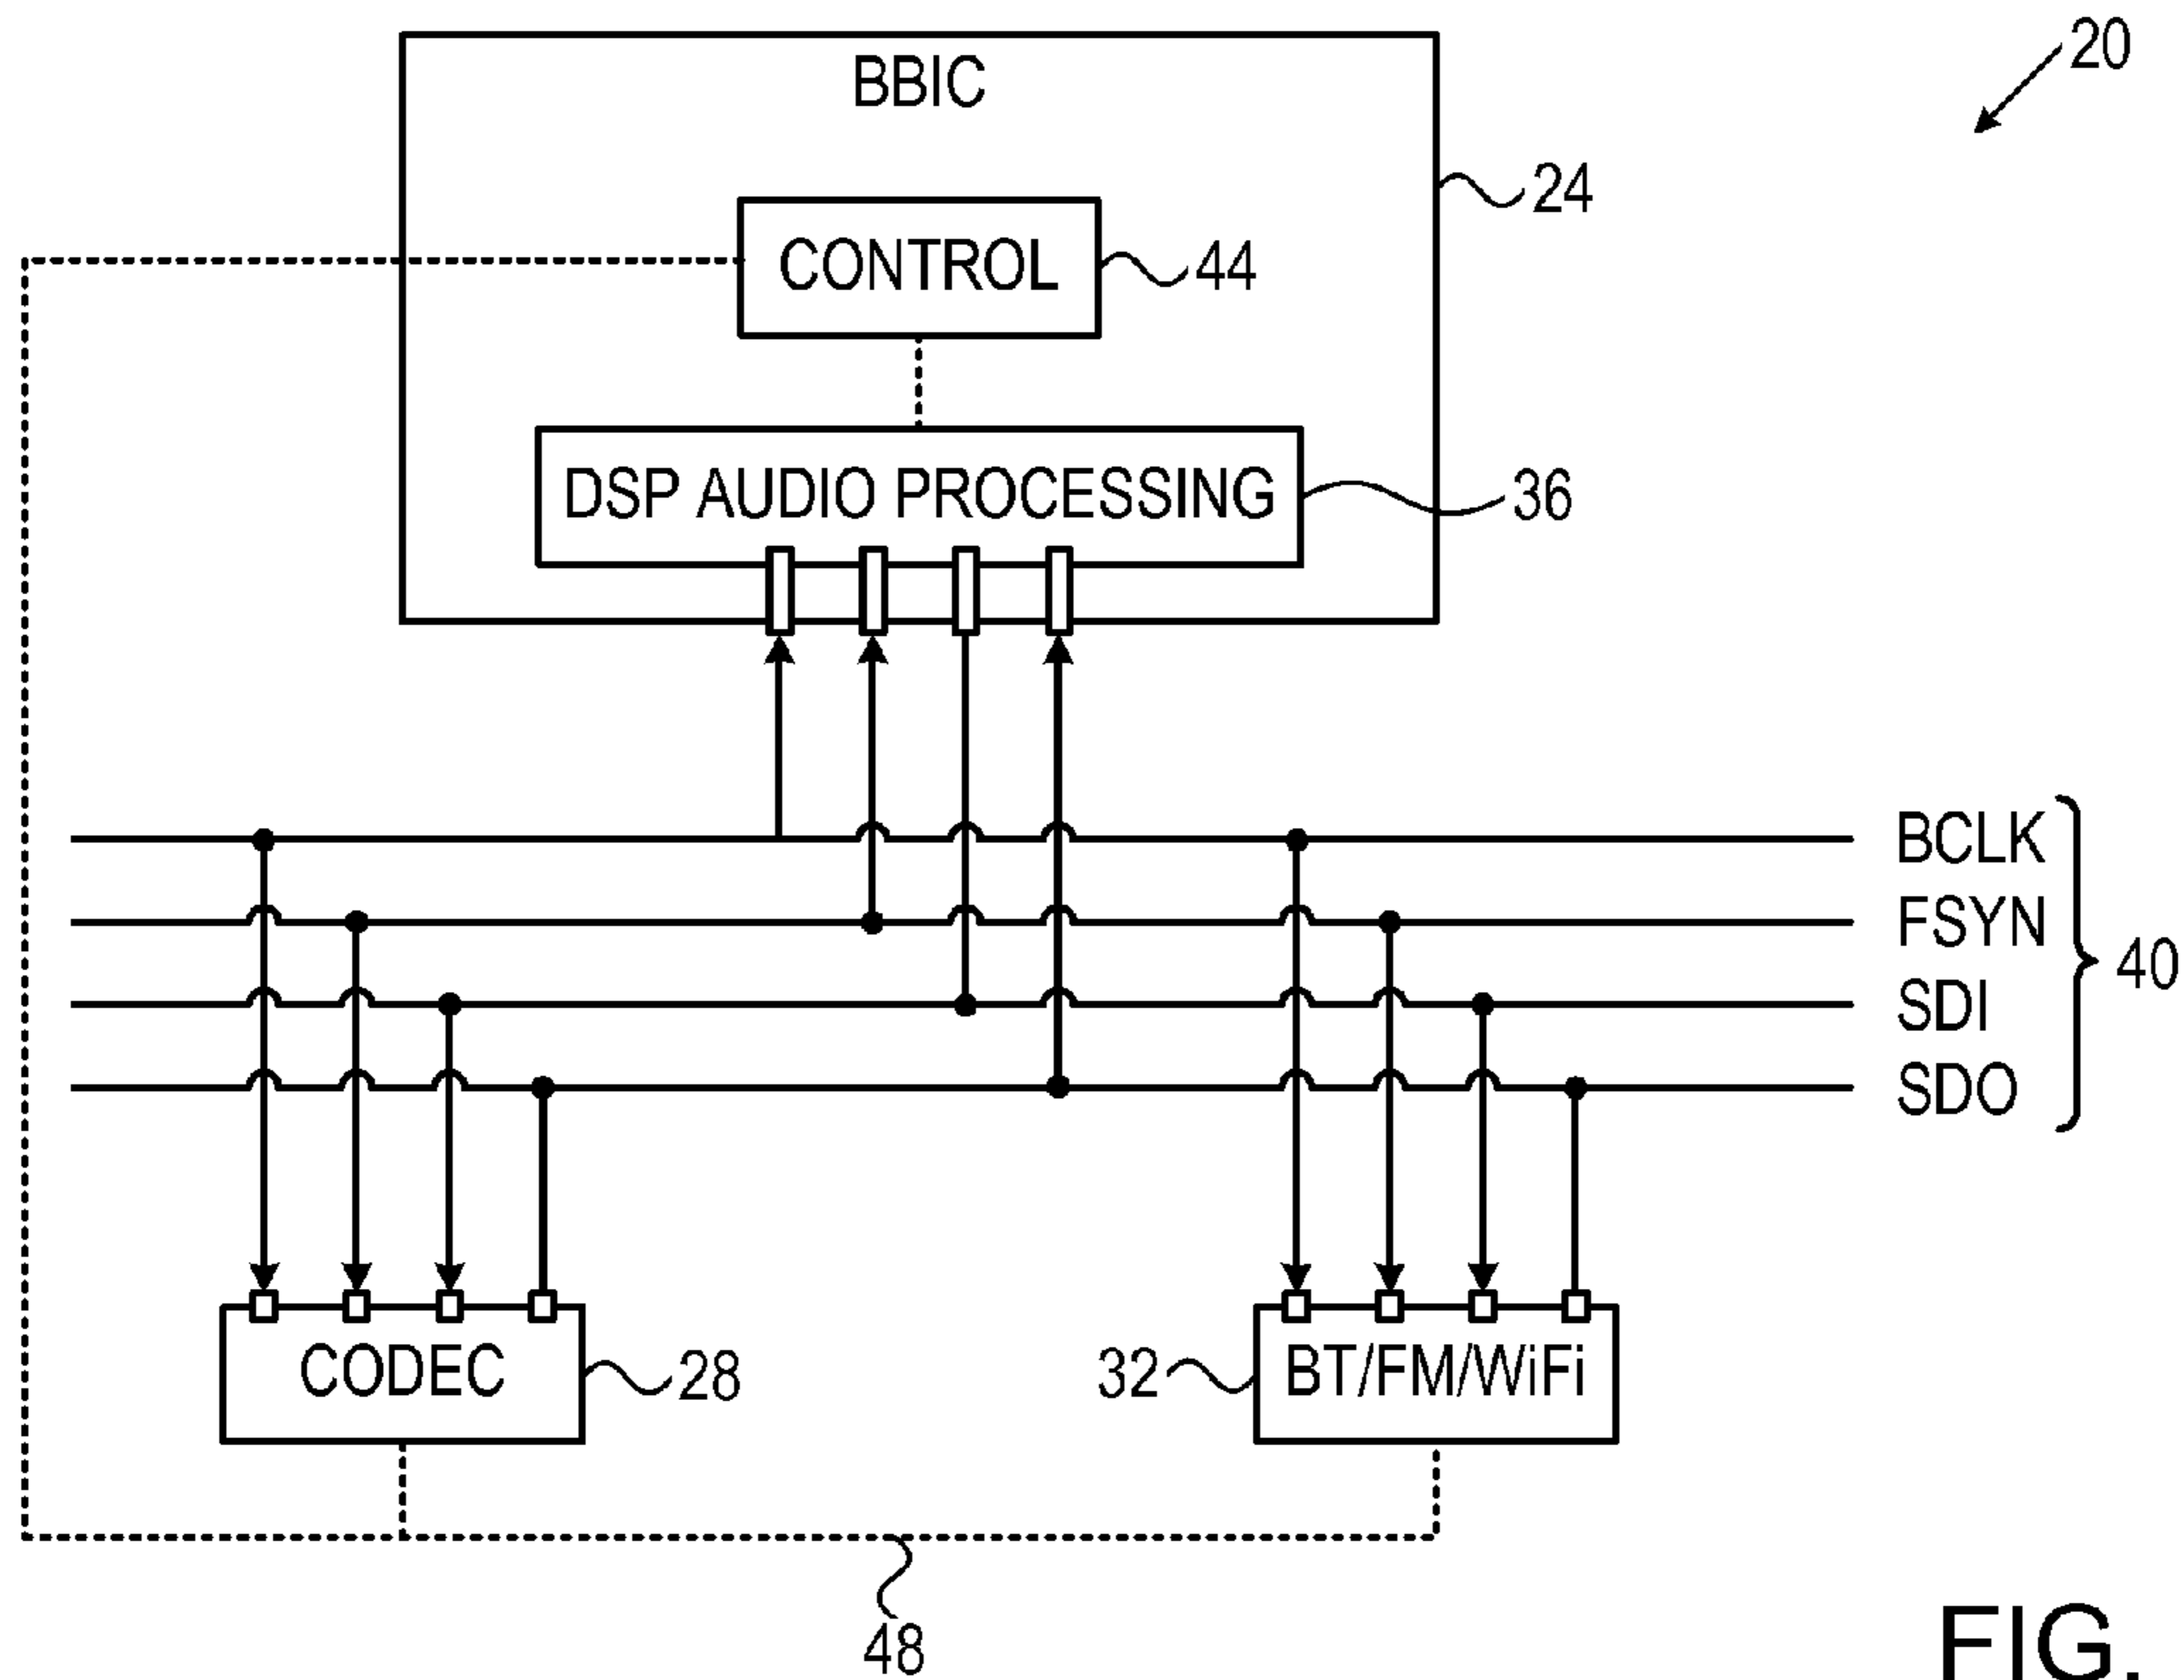 20
BBIC
24
CONTROL
44
DSP AUDIO PROCESSING
36
BCLK
FSYN
SDI
SDO
40
CODEC
28
32
BT/FM/WiFi
48
FIG.